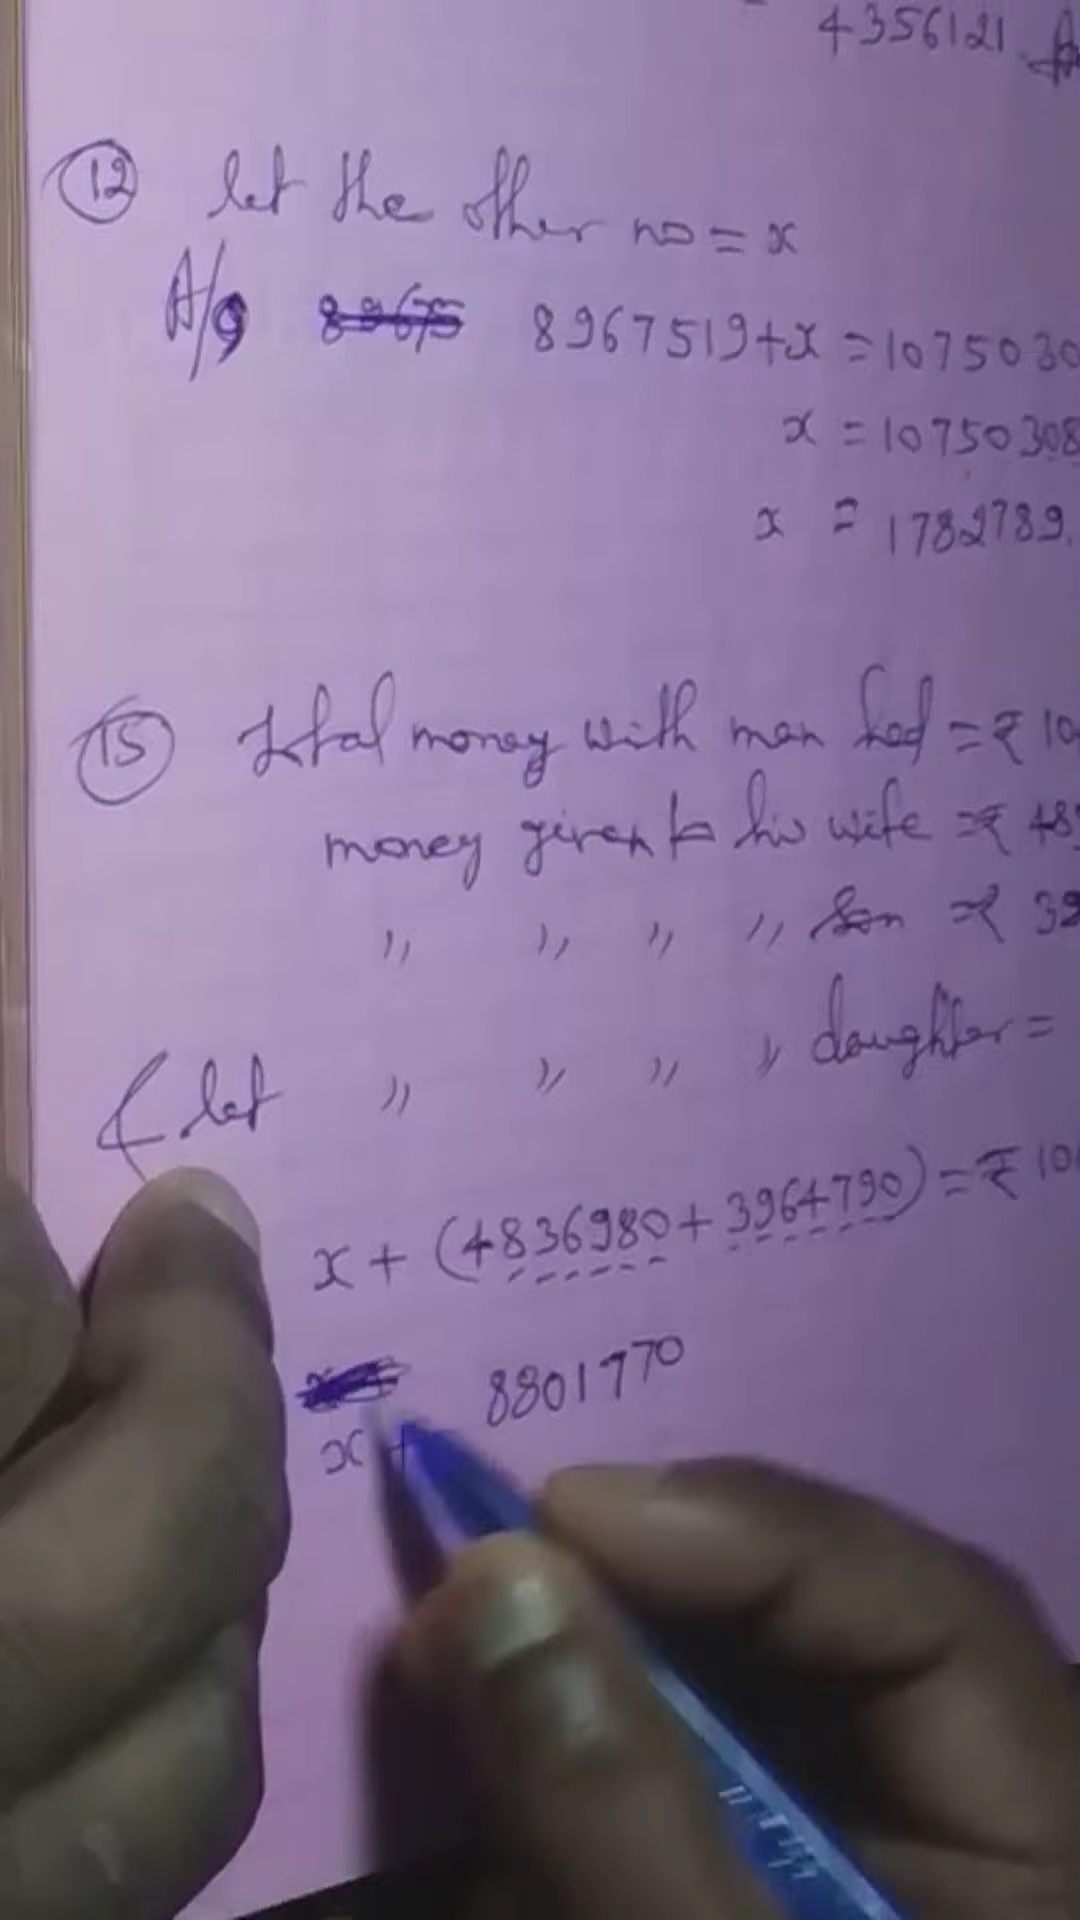 4356121
12 let the other no = x
A/q 8967519+x = 1075030
x = 10750308
x = 1782789.
15 Total money with man had = ₹ 10
money given to his wife = ₹ 483
" " " " son = ₹ 39
let " " " " daughter =
x + (4836980 + 3964790) = ₹ 10
8801770
x +